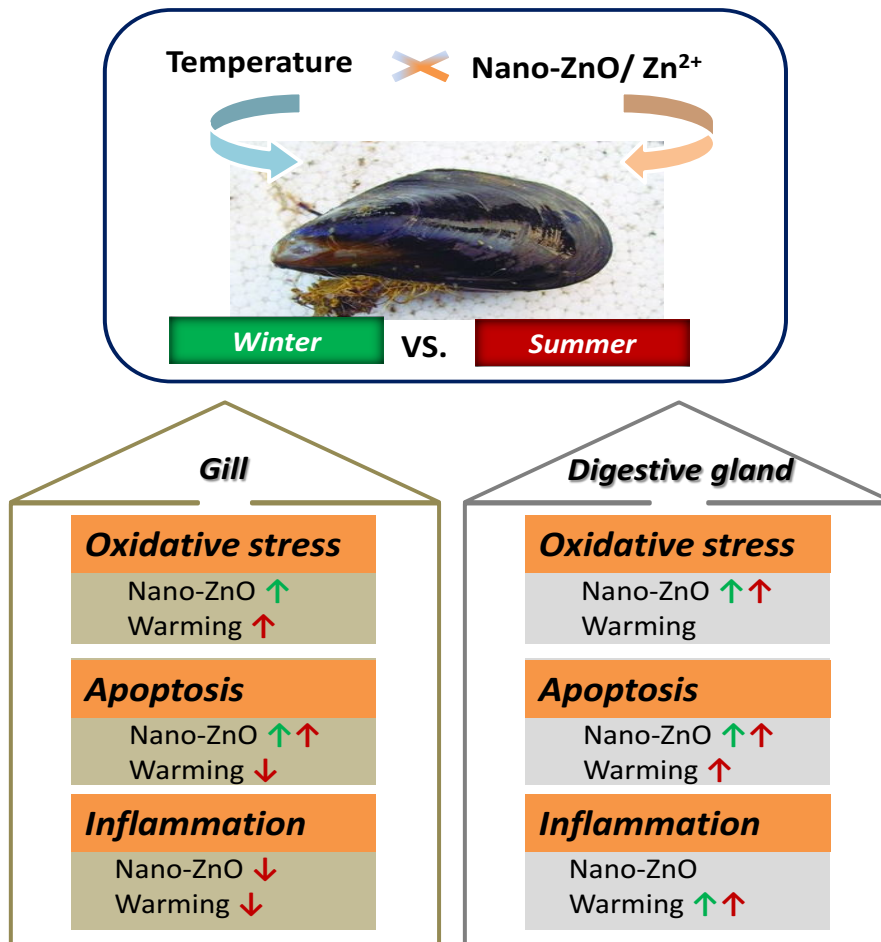 Temperature Nano-ZnO/ Zn²⁺
Winter VS. Summer
Gill
Oxidative stress
Nano-ZnO ↑
Warming ↑
Apoptosis
Nano-ZnO ↑↑
Warming ↓
Inflammation
Nano-ZnO ↓
Warming ↓
Digestive gland
Oxidative stress
Nano-ZnO ↑↑
Warming
Apoptosis
Nano-ZnO ↑↑
Warming ↑
Inflammation
Nano-ZnO
Warming ↑↑